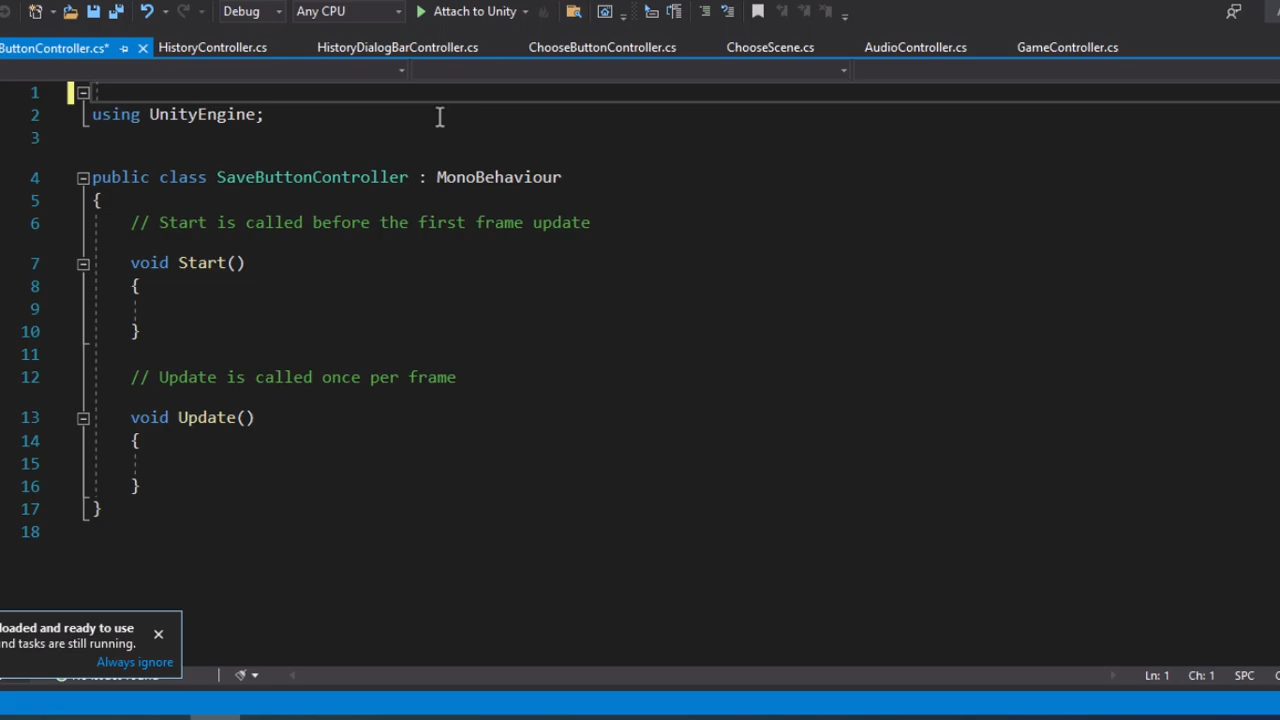 Debug Any CPU Attach to Unity
ButtonController.cs* HistoryController.cs HistoryDialogBarController.cs ChooseButtonController.cs ChooseScene.cs AudioController.cs GameController.cs
1
2 using UnityEngine;
3
4 public class SaveButtonController : MonoBehaviour
5 {
6 // Start is called before the first frame update
7 void Start()
8 {
9
10 }
11
12 // Update is called once per frame
13 void Update()
14 {
15
16 }
17 }
18
loaded and ready to use
nd tasks are still running.
Always ignore
Ln: 1 Ch: 1 SPC